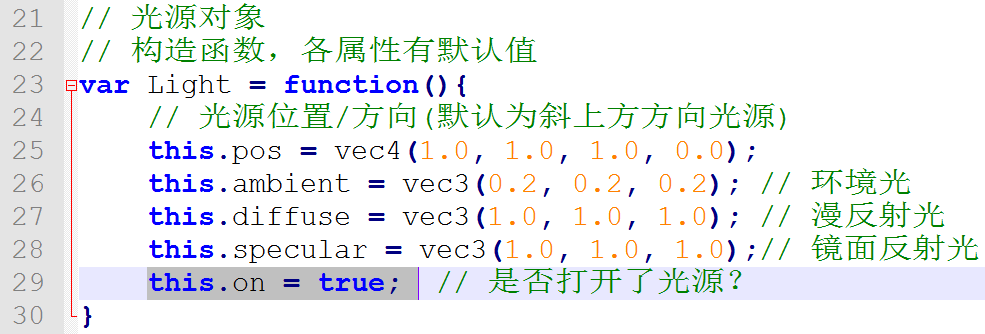 21 // 光源对象
22 // 构造函数，各属性有默认值
23 var Light = function(){
24 // 光源位置/方向(默认为斜上方方向光源)
25 this.pos = vec4(1.0, 1.0, 1.0, 0.0);
26 this.ambient = vec3(0.2, 0.2, 0.2); // 环境光
27 this.diffuse = vec3(1.0, 1.0, 1.0); // 漫反射光
28 this.specular = vec3(1.0, 1.0, 1.0);// 镜面反射光
29 this.on = true; // 是否打开了光源？
30 }